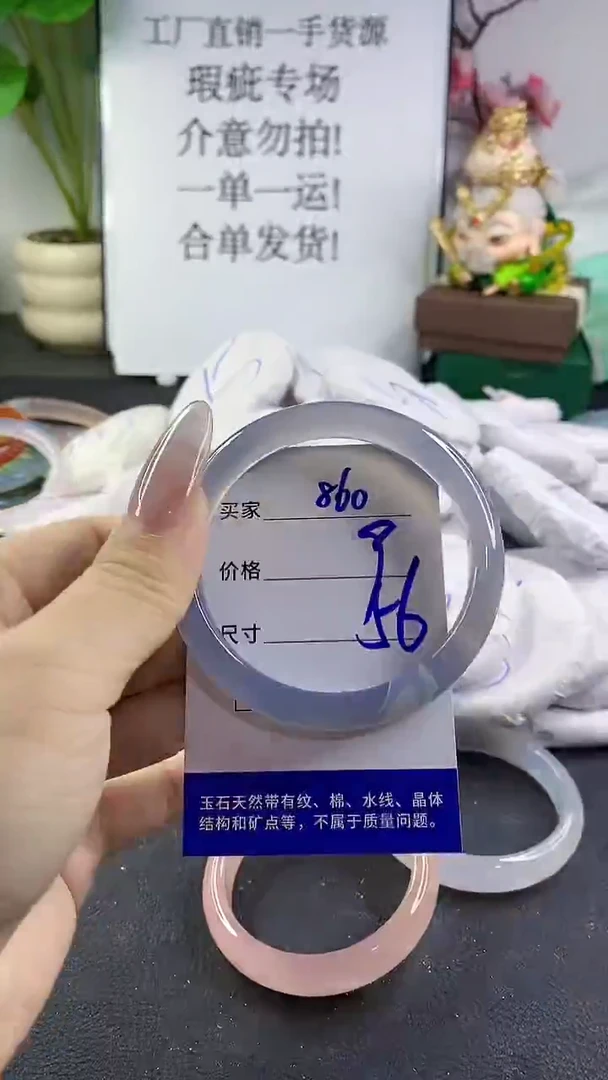 工厂直销一手货源
瑕疵专场
介意勿拍!
一单一运!
合单发货!
买家 860
价格
尺寸 56
玉石天然带有纹、棉、水线、晶体
结构和矿点等，不属于质量问题。